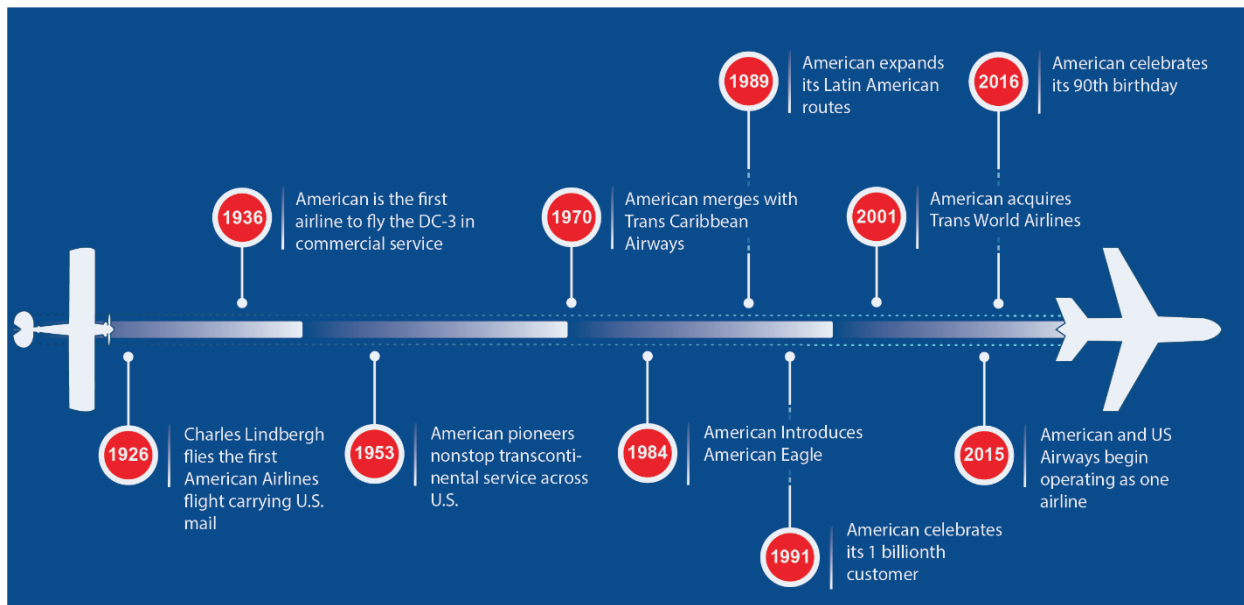 1989
American expands
its Latin American
routes
2016
American celebrates
its 90th birthday
1936
American is the first
airline to fly the DC-3 in
commercial service
1970
American merges with
Trans Caribbean
Airways
2001
American acquires
Trans World Airlines
1926
Charles Lindbergh
flies the first
American Airlines
flight carrying U.S.
mail
1953
American pioneers
nonstop transconti-
nental service across
U.S.
1984
American Introduces
American Eagle
2015
American and US
Airways begin
operating as one
airline
1991
American celebrates
its 1 billionth
customer